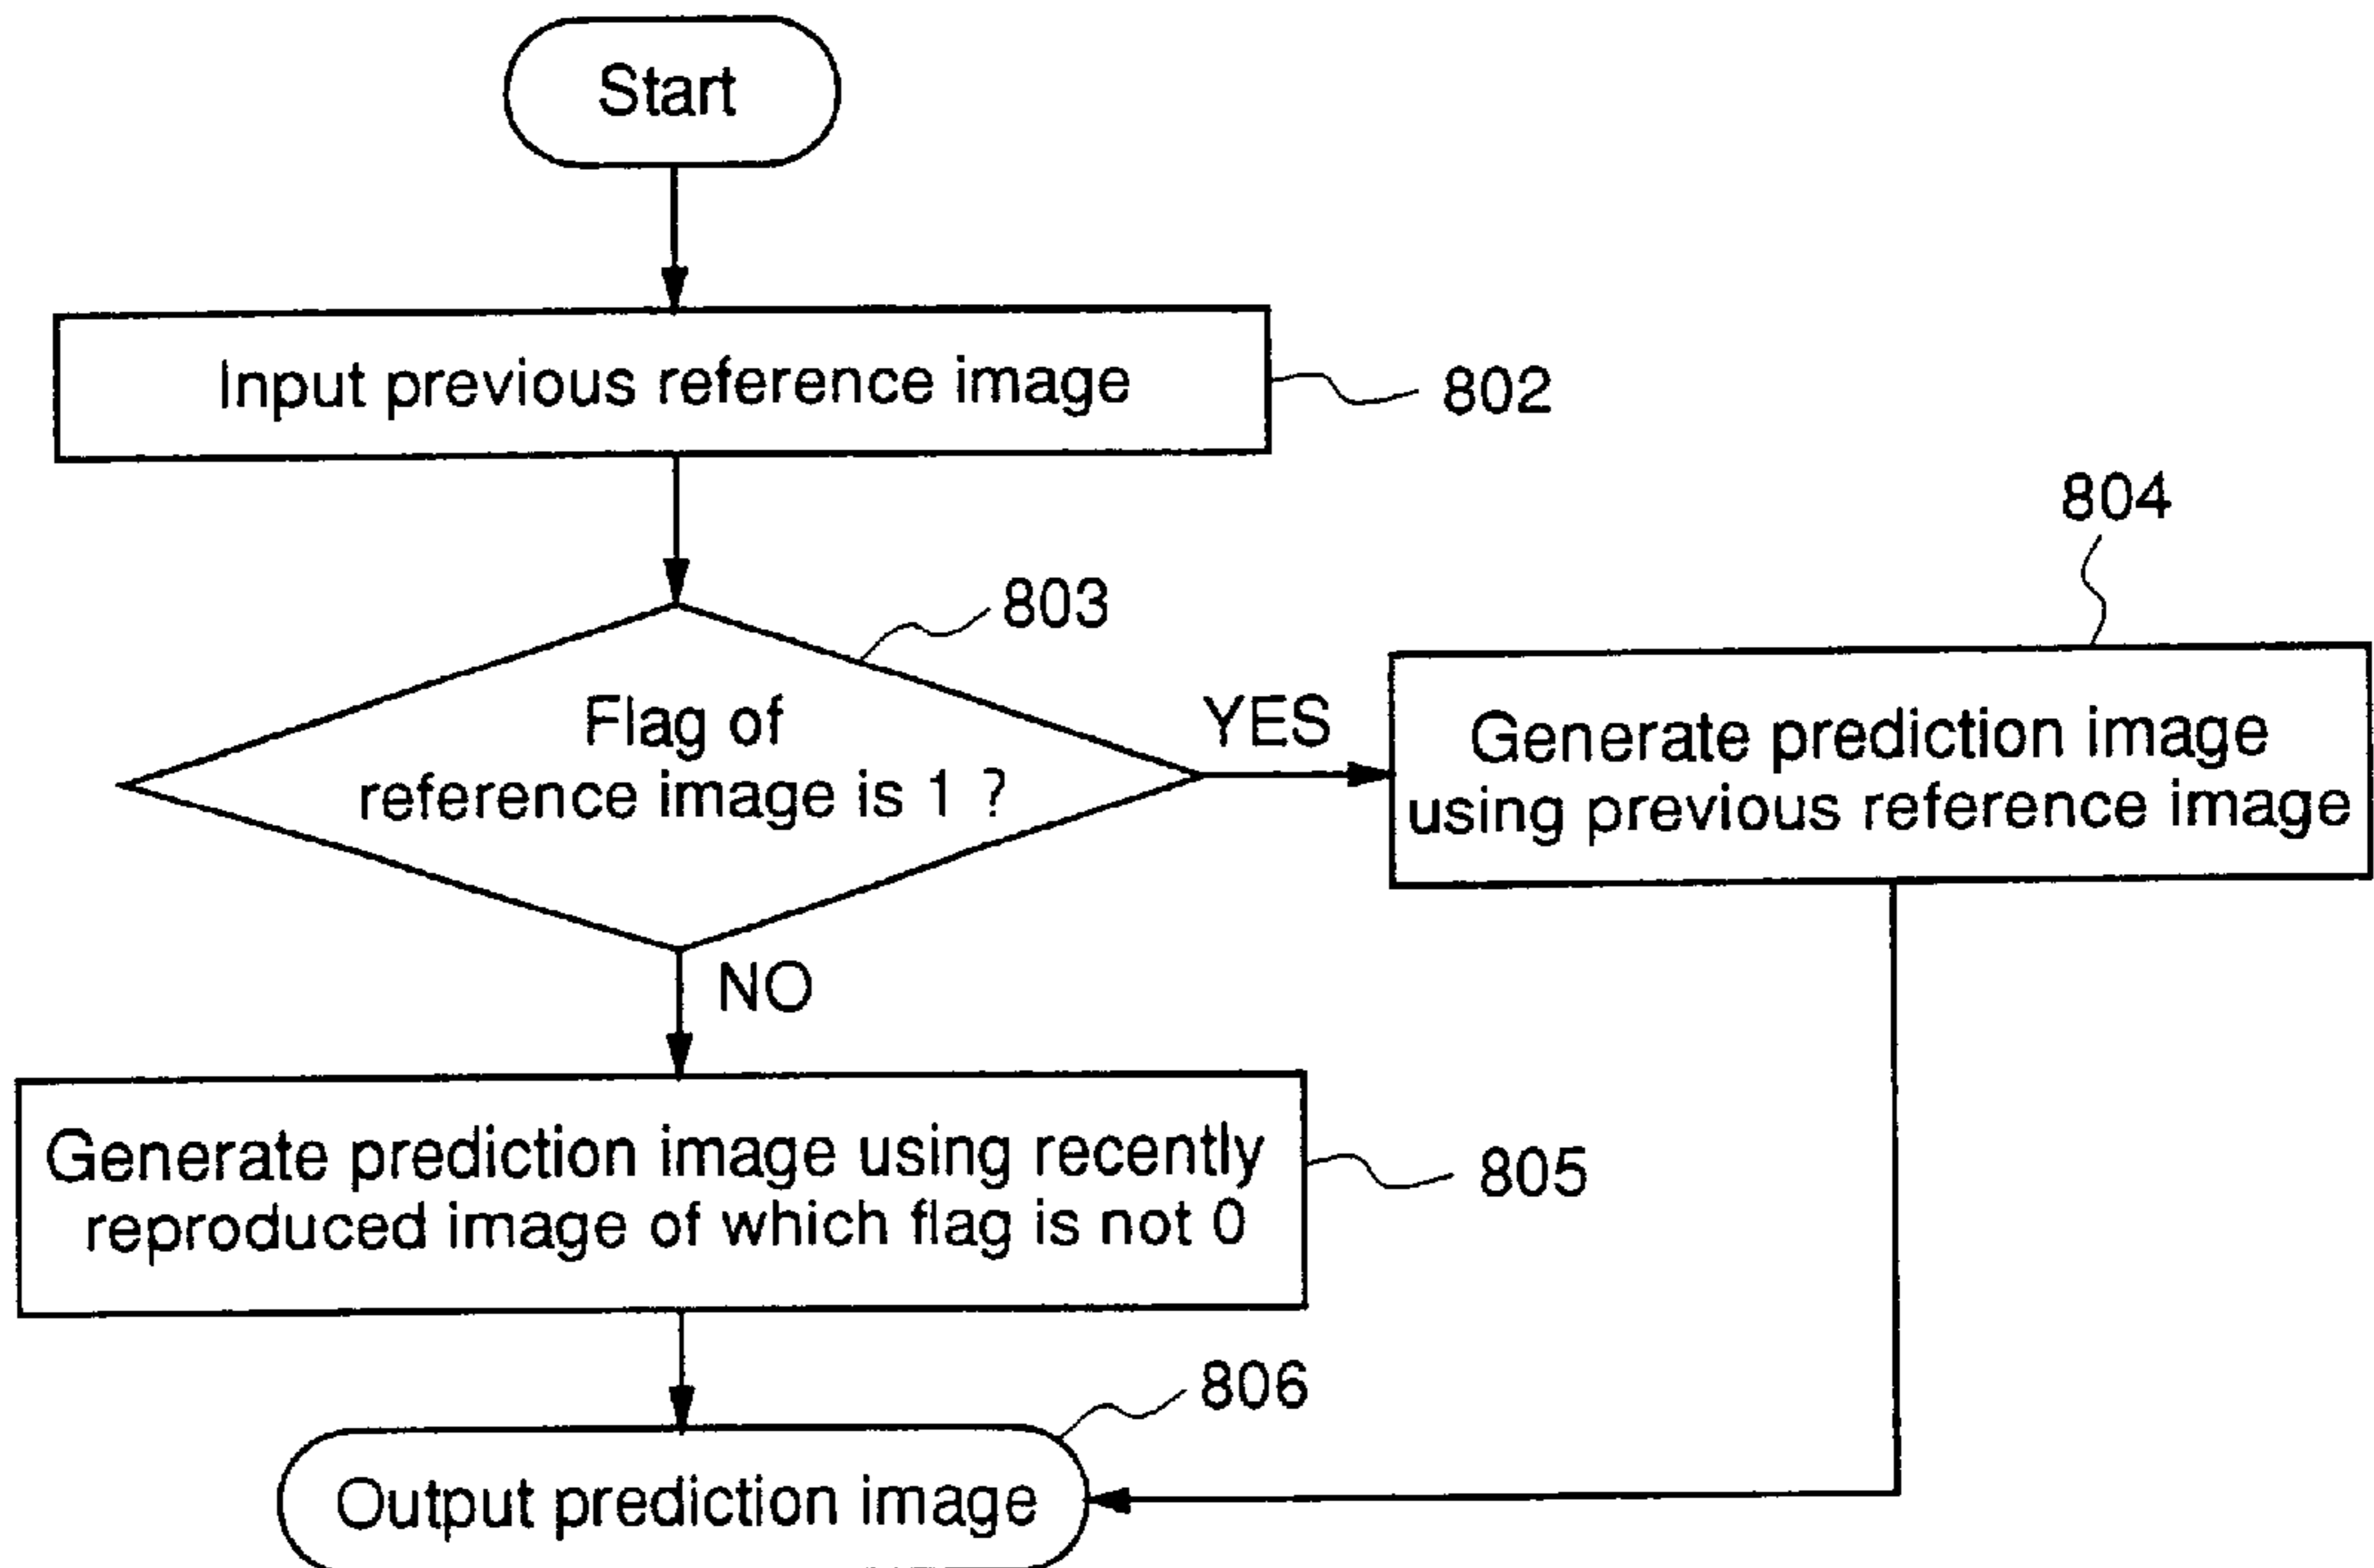 Start
Input previous reference image
802
804
803
Flag of
reference image is 1 ?
YES
Generate prediction image
using previous reference image
NO
Generate prediction image using recently
reproduced image of which flag is not 0
805
806
Output prediction image